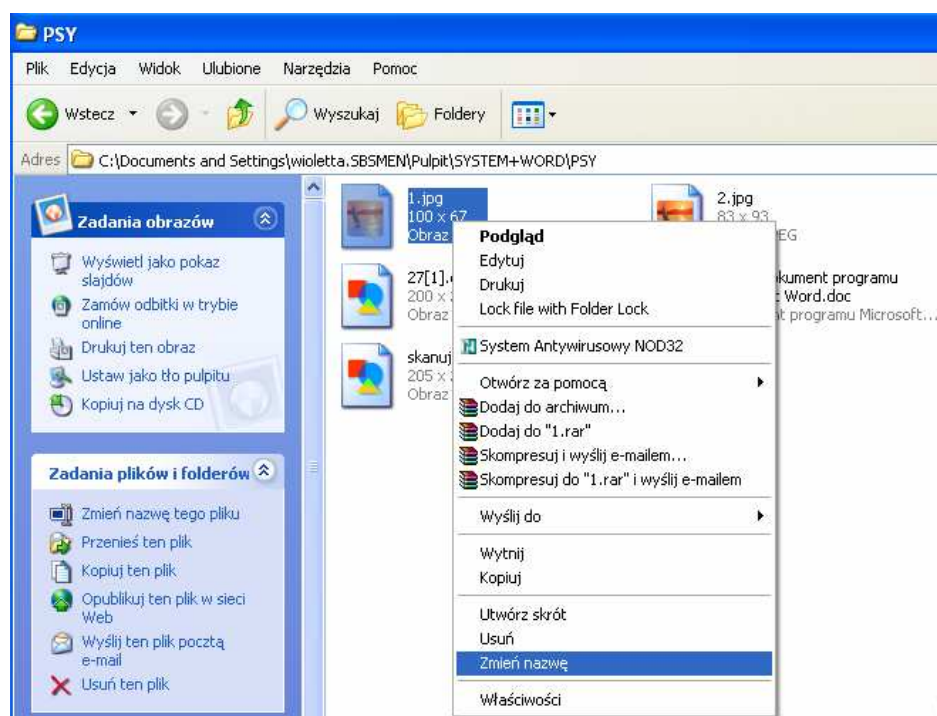 PSY
Plik Edycja Widok Ulubione Narzędzia Pomoc
Wstecz Wyszukaj Foldery
Adres C:\Documents and Settings\wioletta.SBSMEN\Pulpit\SYSTEM+WORD\PSY
Zadania obrazów
Wyświetl jako pokaz
slajdów
Zamów odbitki w trybie
online
Drukuj ten obraz
Ustaw jako tło pulpitu
Kopiuj na dysk CD
Zadania plików i folderów
Zmień nazwę tego pliku
Przenieś ten plik
Kopiuj ten plik
Opublikuj ten plik w sieci
Web
Wyślij ten plik pocztą
e-mail
Usuń ten plik
1.jpg
100 x 67
Obraz
2.jpg
83 x 93
EG
27[1].
200 x
Obraz
kument programu
Word.doc
t programu Microsoft...
skanuj
205 x
Obraz
Podgląd
Edytuj
Drukuj
Lock file with Folder Lock
System Antywirusowy NOD32
Otwórz za pomocą
Dodaj do archiwum...
Dodaj do "1.rar"
Skompresuj i wyślij e-mailem...
Skompresuj do "1.rar" i wyślij e-mailem
Wyślij do
Wytnij
Kopiuj
Utwórz skrót
Usuń
Zmień nazwę
Właściwości